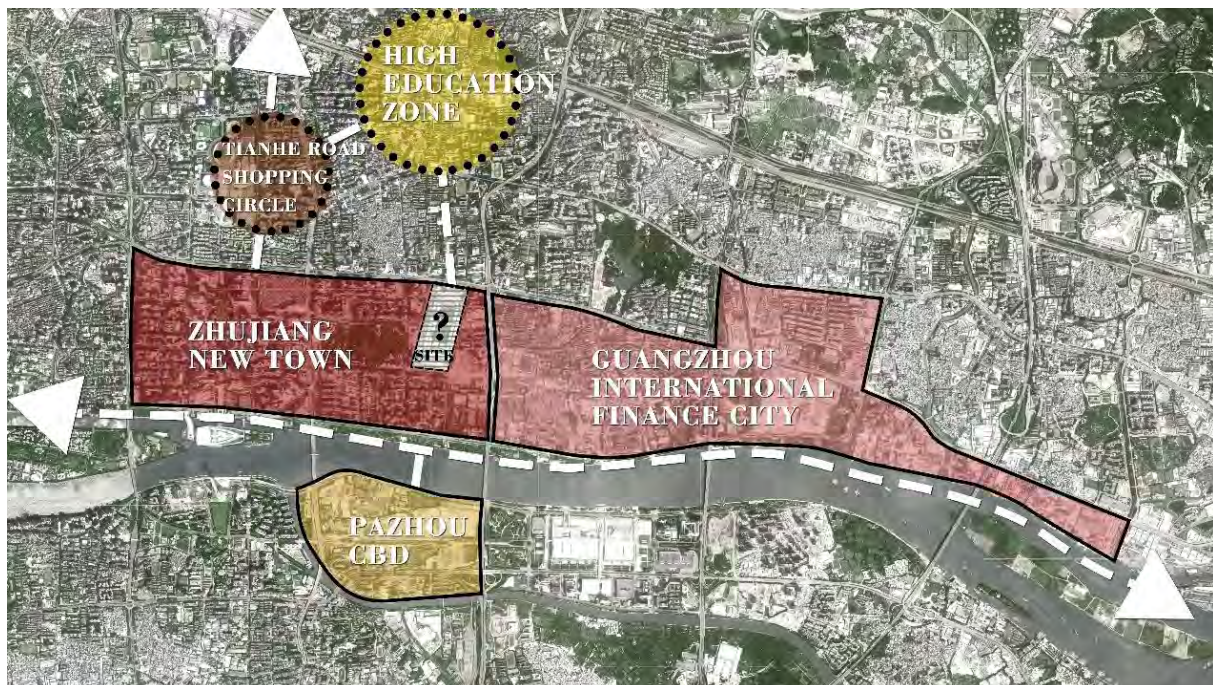 HIGH
EDUCATION
ZONE
TIANHE ROAD
SHOPPING
CIRCLE
ZHUJIANG
NEW TOWN
?
SITE
GUANGZHOU
INTERNATIONAL
FINANCE CITY
PAZHOU
CBD